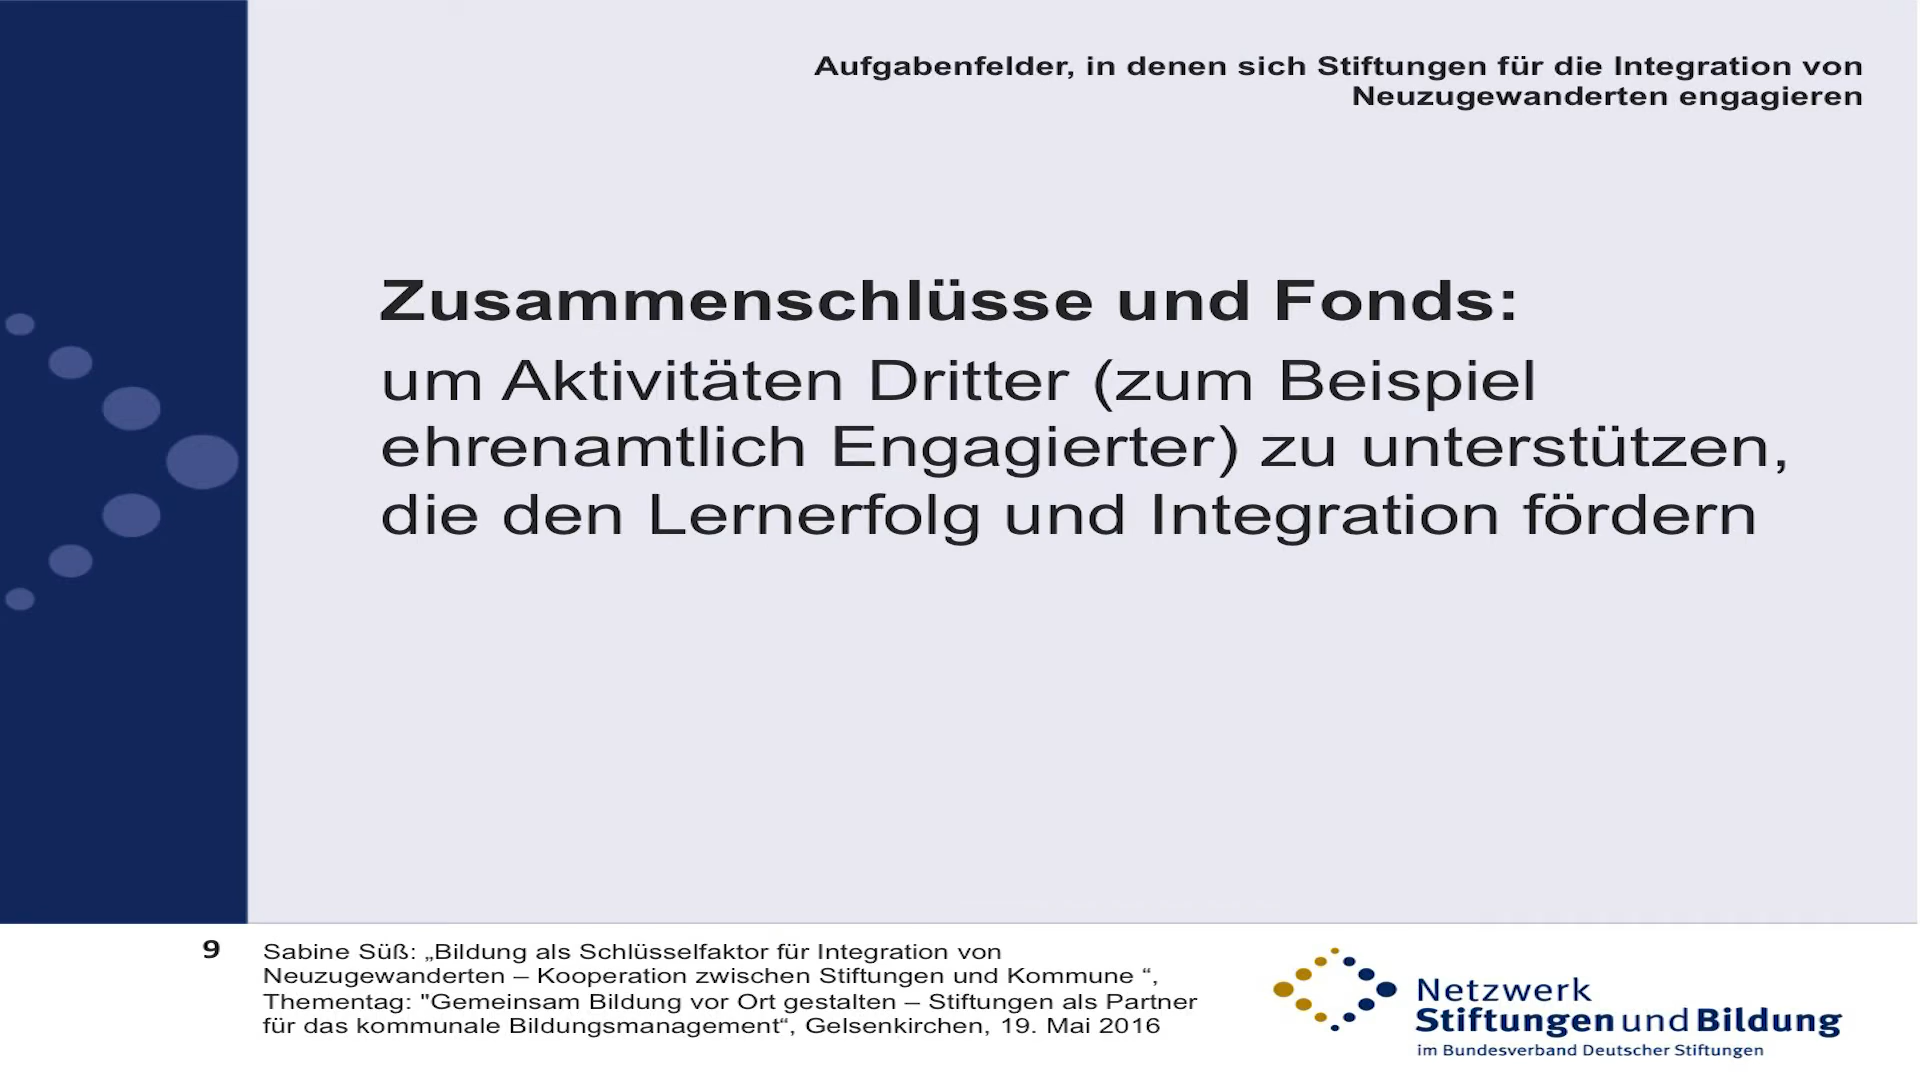 Aufgabenfelder, in denen sich Stiftungen für die Integration von
Neuzugewanderten engagieren
Zusammenschlüsse und Fonds:
um Aktivitäten Dritter (zum Beispiel
ehrenamtlich Engagierter) zu unterstützen,
die den Lernerfolg und Integration fördern
9
Sabine Süß: „Bildung als Schlüsselfaktor für Integration von
Neuzugewanderten – Kooperation zwischen Stiftungen und Kommune “,
Thementag: "Gemeinsam Bildung vor Ort gestalten – Stiftungen als Partner
für das kommunale Bildungsmanagement“, Gelsenkirchen, 19. Mai 2016
Netzwerk
Stiftungen und Bildung
im Bundesverband Deutscher Stiftungen